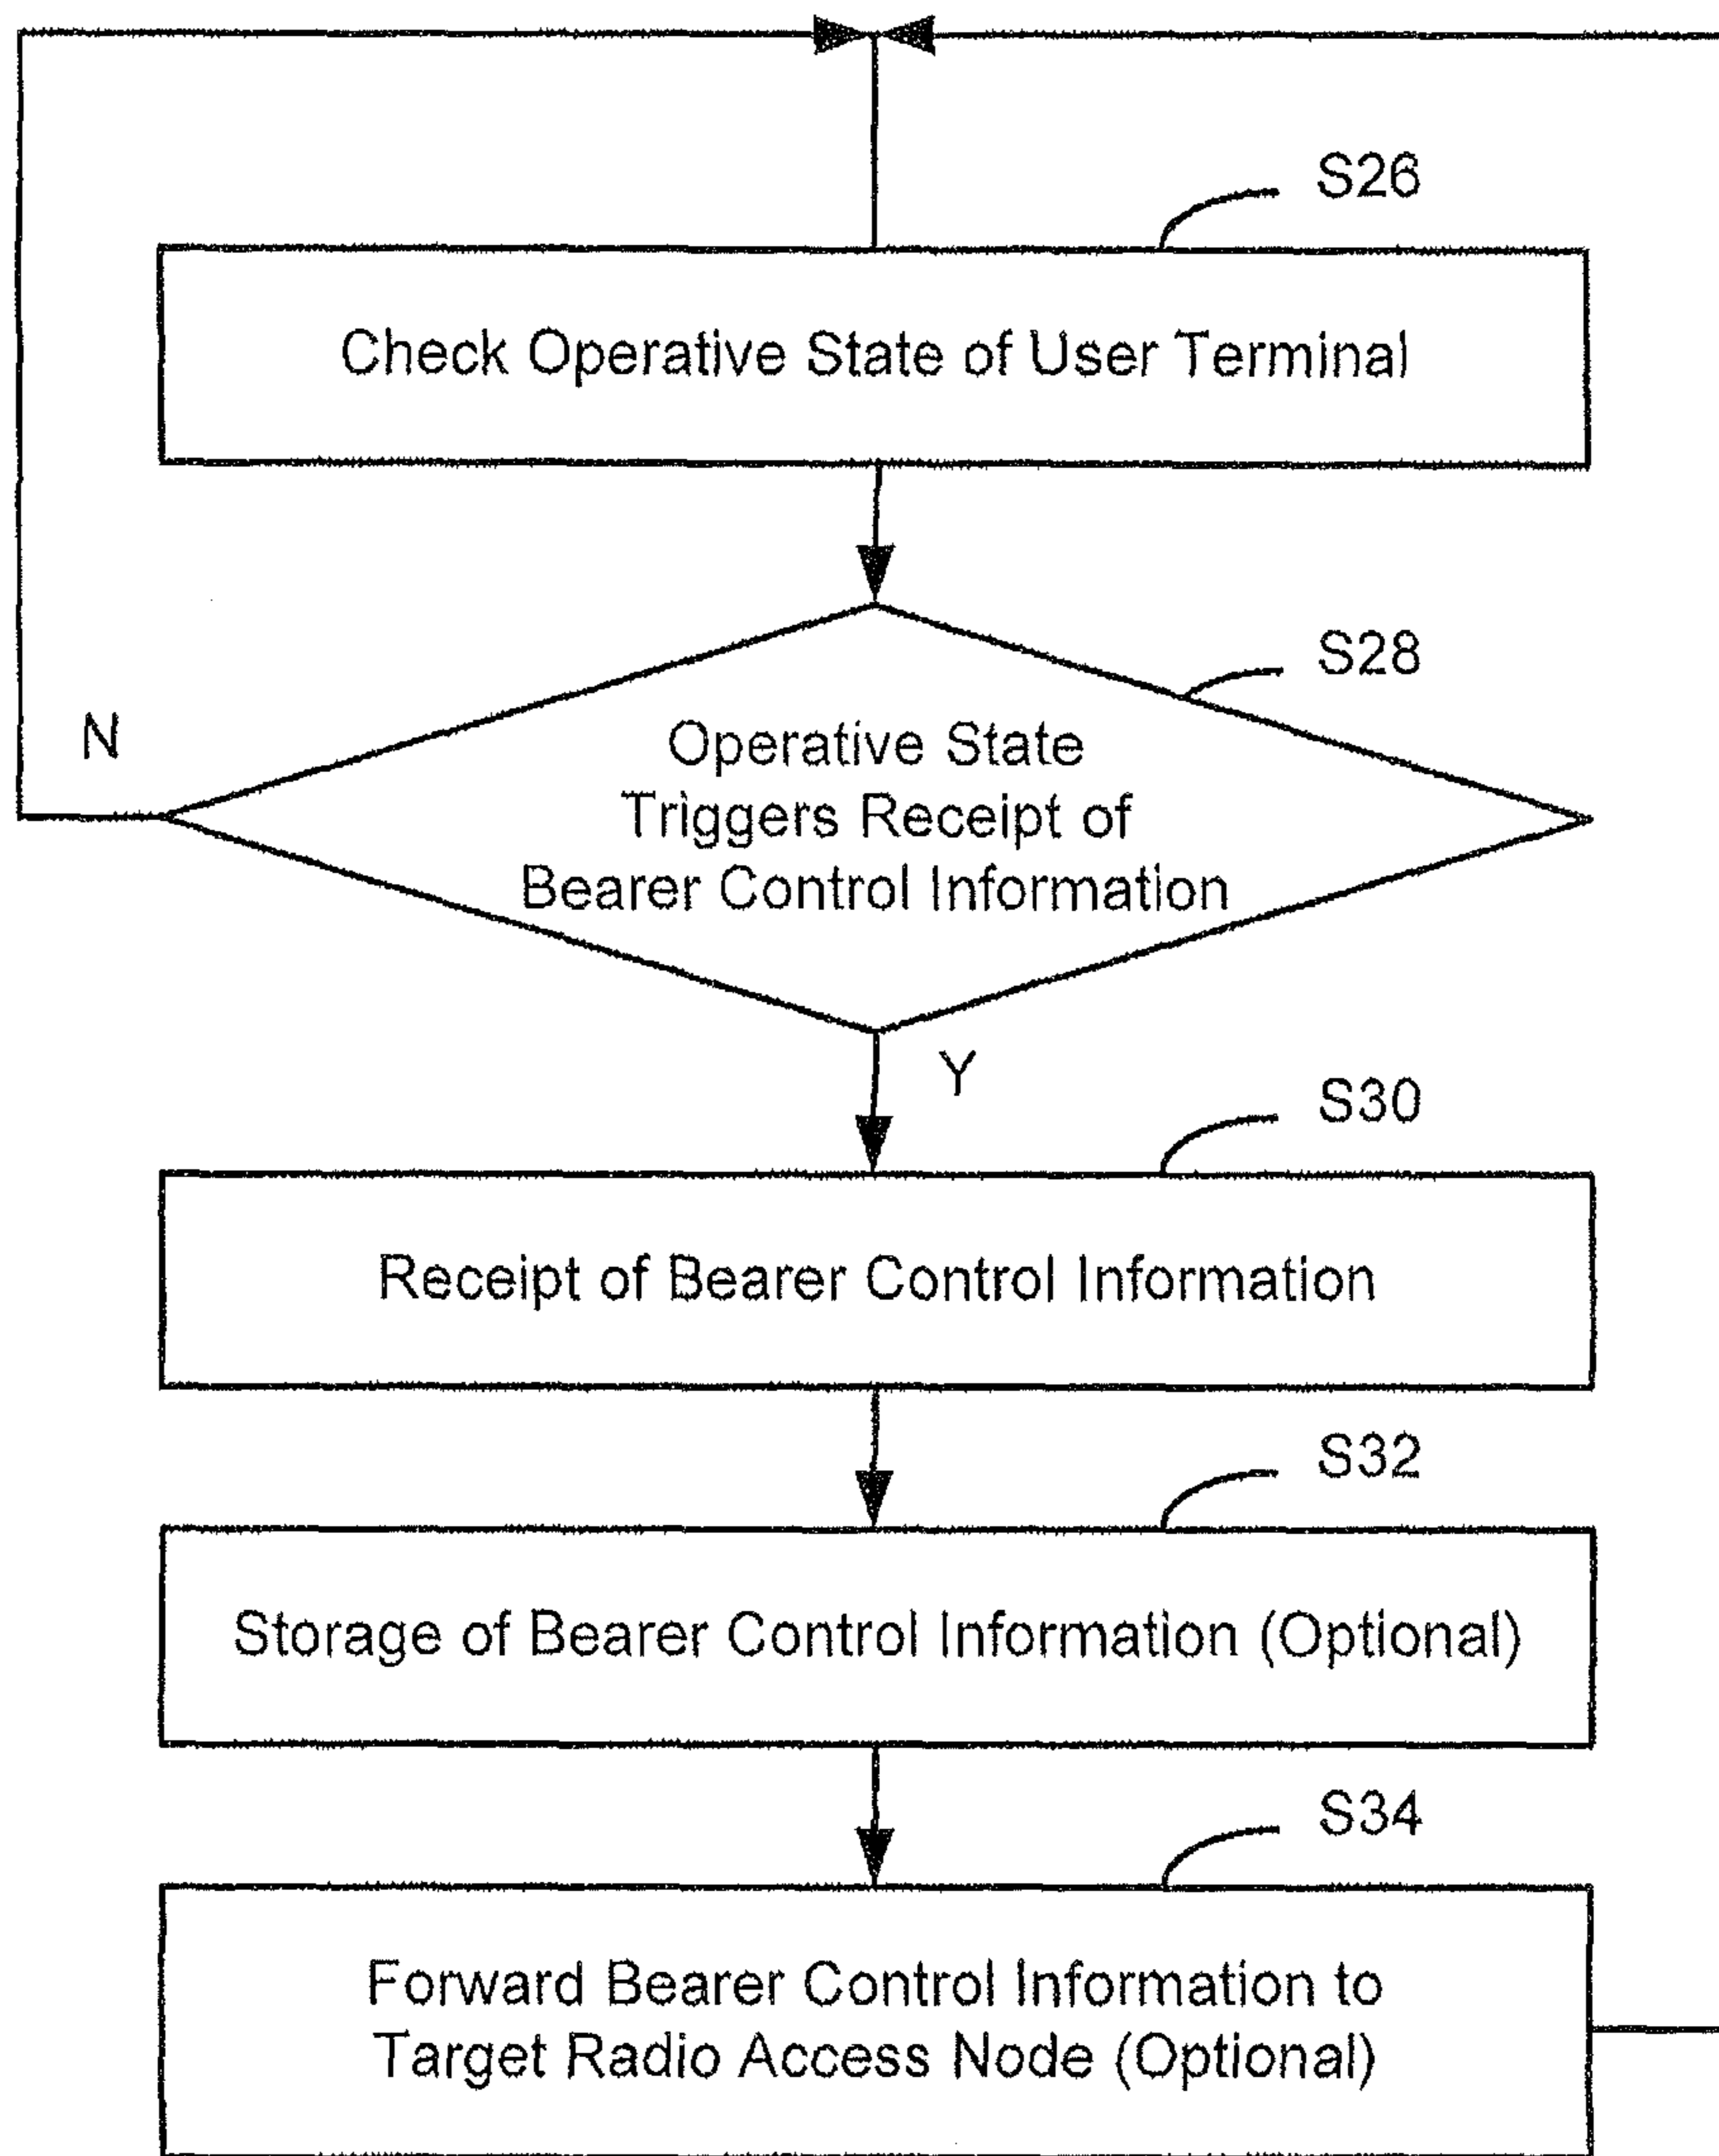 S26
Check Operative State of User Terminal
S28
N
Operative State
Triggers Receipt of
Bearer Control Information
Y
S30
Receipt of Bearer Control Information
S32
Storage of Bearer Control Information (Optional)
S34
Forward Bearer Control Information to
Target Radio Access Node (Optional)